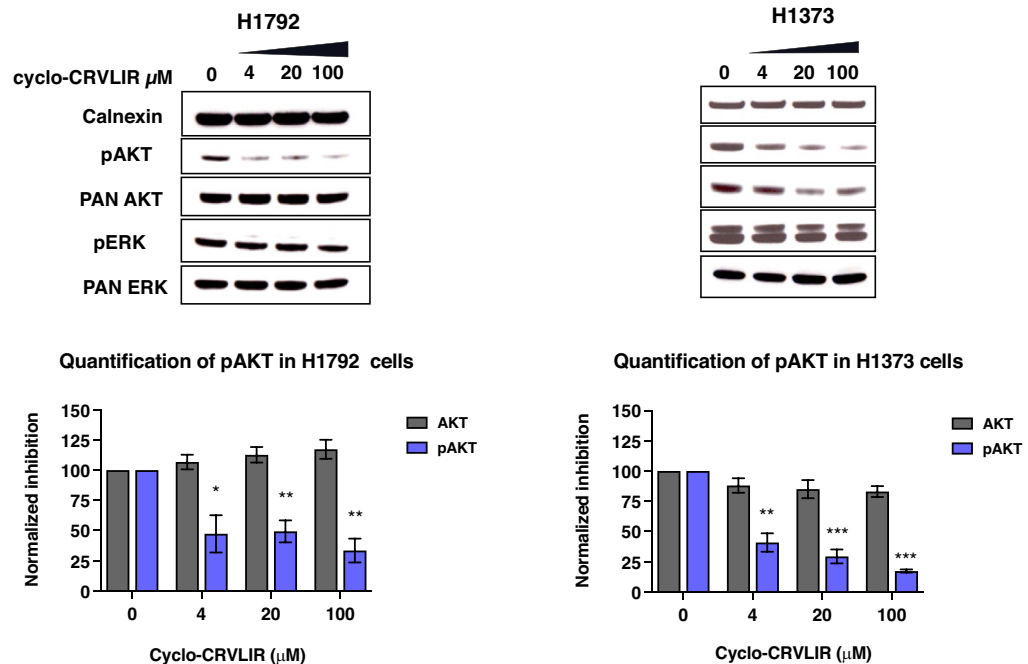 H1792
cyclo-CRVLIR µM 0 4 20 100
Calnexin
pAKT
PAN AKT
pERK
PAN ERK
H1373
0 4 20 100
Quantification of pAKT in H1792 cells
Normalized inhibition
150
125
100
75
50
25
0
* ** **
AKT
pAKT
0 4 20 100
Cyclo-CRVLIR (μM)
Quantification of pAKT in H1373 cells
Normalized inhibition
150
125
100
75
50
25
0
** *** ***
AKT
pAKT
0 4 20 100
Cyclo-CRVLIR (μM)